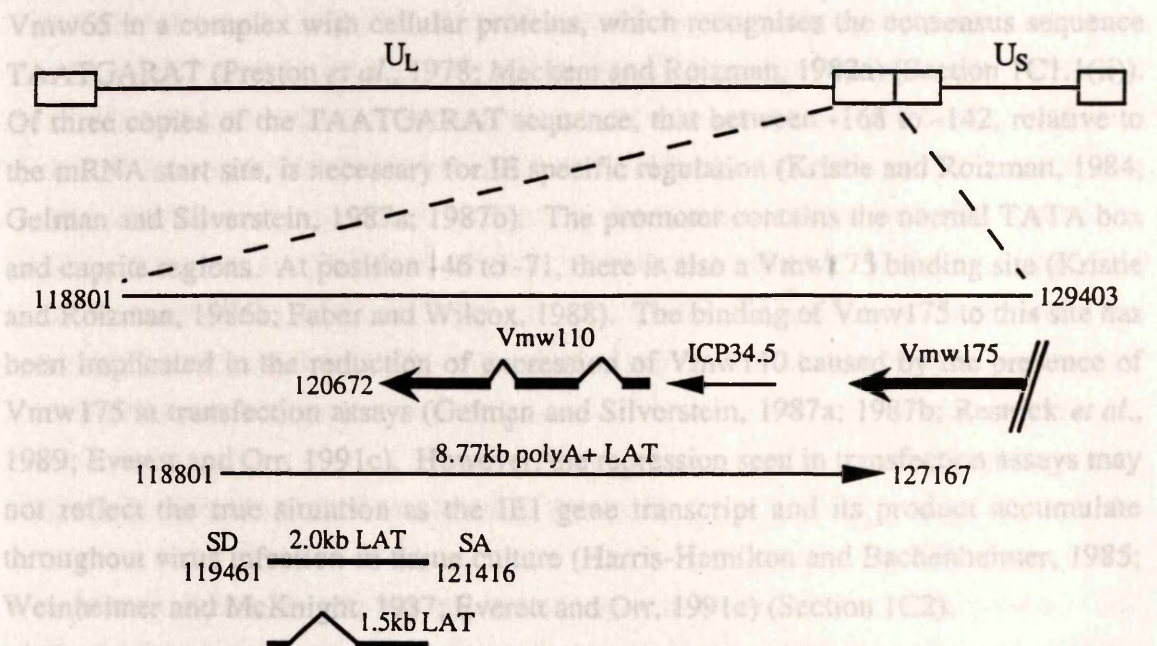 Vmw65 in a complex with cellular proteins, which recognises the consensus sequence
U_L U_S
TAATGARAT (Preston et al., 1978; Mackem and Roizman, 1982a) (Section 1C1.1(ii)).
Of three copies of the TAATGARAT sequence, that between -168 to -142, relative to
the mRNA start site, is necessary for IE specific regulation (Kristie and Roizman, 1984;
Gelman and Silverstein, 1987a; 1987b). The promoter contains the normal TATA box
and capsite regions. At position -46 to -71, there is also a Vmw175 binding site (Kristie
118801 129403
and Roizman, 1986b; Faber and Wilcox, 1988). The binding of Vmw175 to this site has
Vmw110 ICP34.5 Vmw175
been implicated in the reduction of expression of Vmw110 caused by the presence of
120672
Vmw175 in transfection assays (Gelman and Silverstein, 1987a; 1987b; Resnick et al.,
8.77kb polyA+ LAT
1989; Everett and Orr, 1991c). However, the repression seen in transfection assays may
118801 127167
not reflect the true situation as the IE1 gene transcript and its product accumulate
SD 2.0kb LAT SA
throughout virus infection in tissue culture (Harris-Hamilton and Bachenheimer, 1985;
119461 121416
Weinheimer and McKnight, 1987; Everett and Orr, 1991c) (Section 1C2).
1.5kb LAT